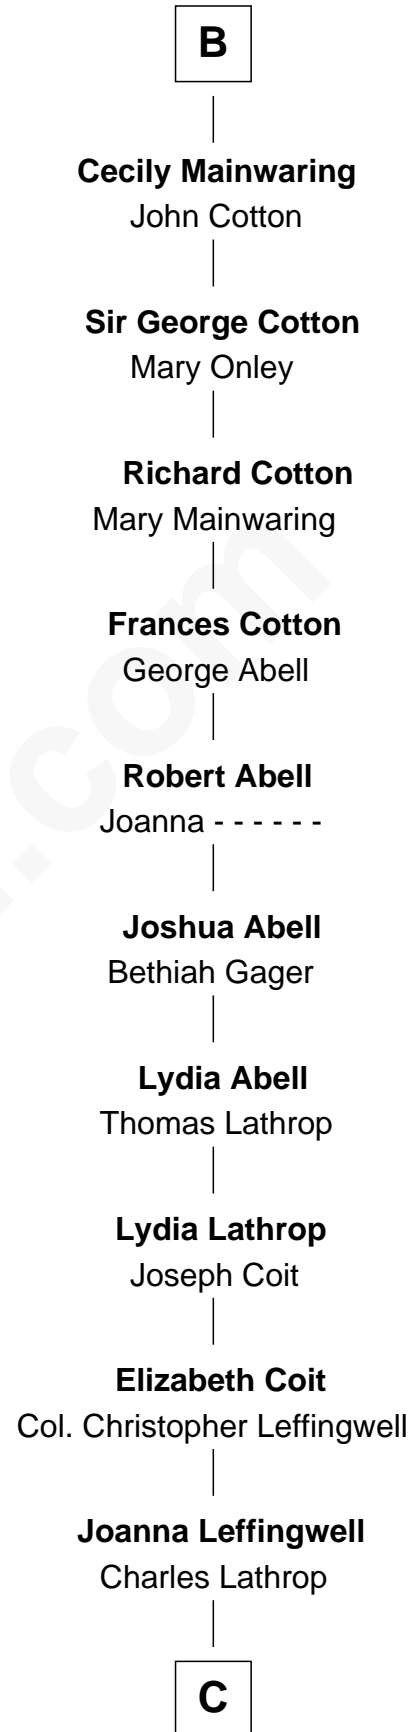 B
Cecily Mainwaring
John Cotton
Sir George Cotton
Mary Onley
Richard Cotton
Mary Mainwaring
Frances Cotton
George Abell
Robert Abell
Joanna - - - - - -
Joshua Abell
Bethiah Gager
Lydia Abell
Thomas Lathrop
Lydia Lathrop
Joseph Coit
Elizabeth Coit
Col. Christopher Leffingwell
Joanna Leffingwell
Charles Lathrop
C
.com